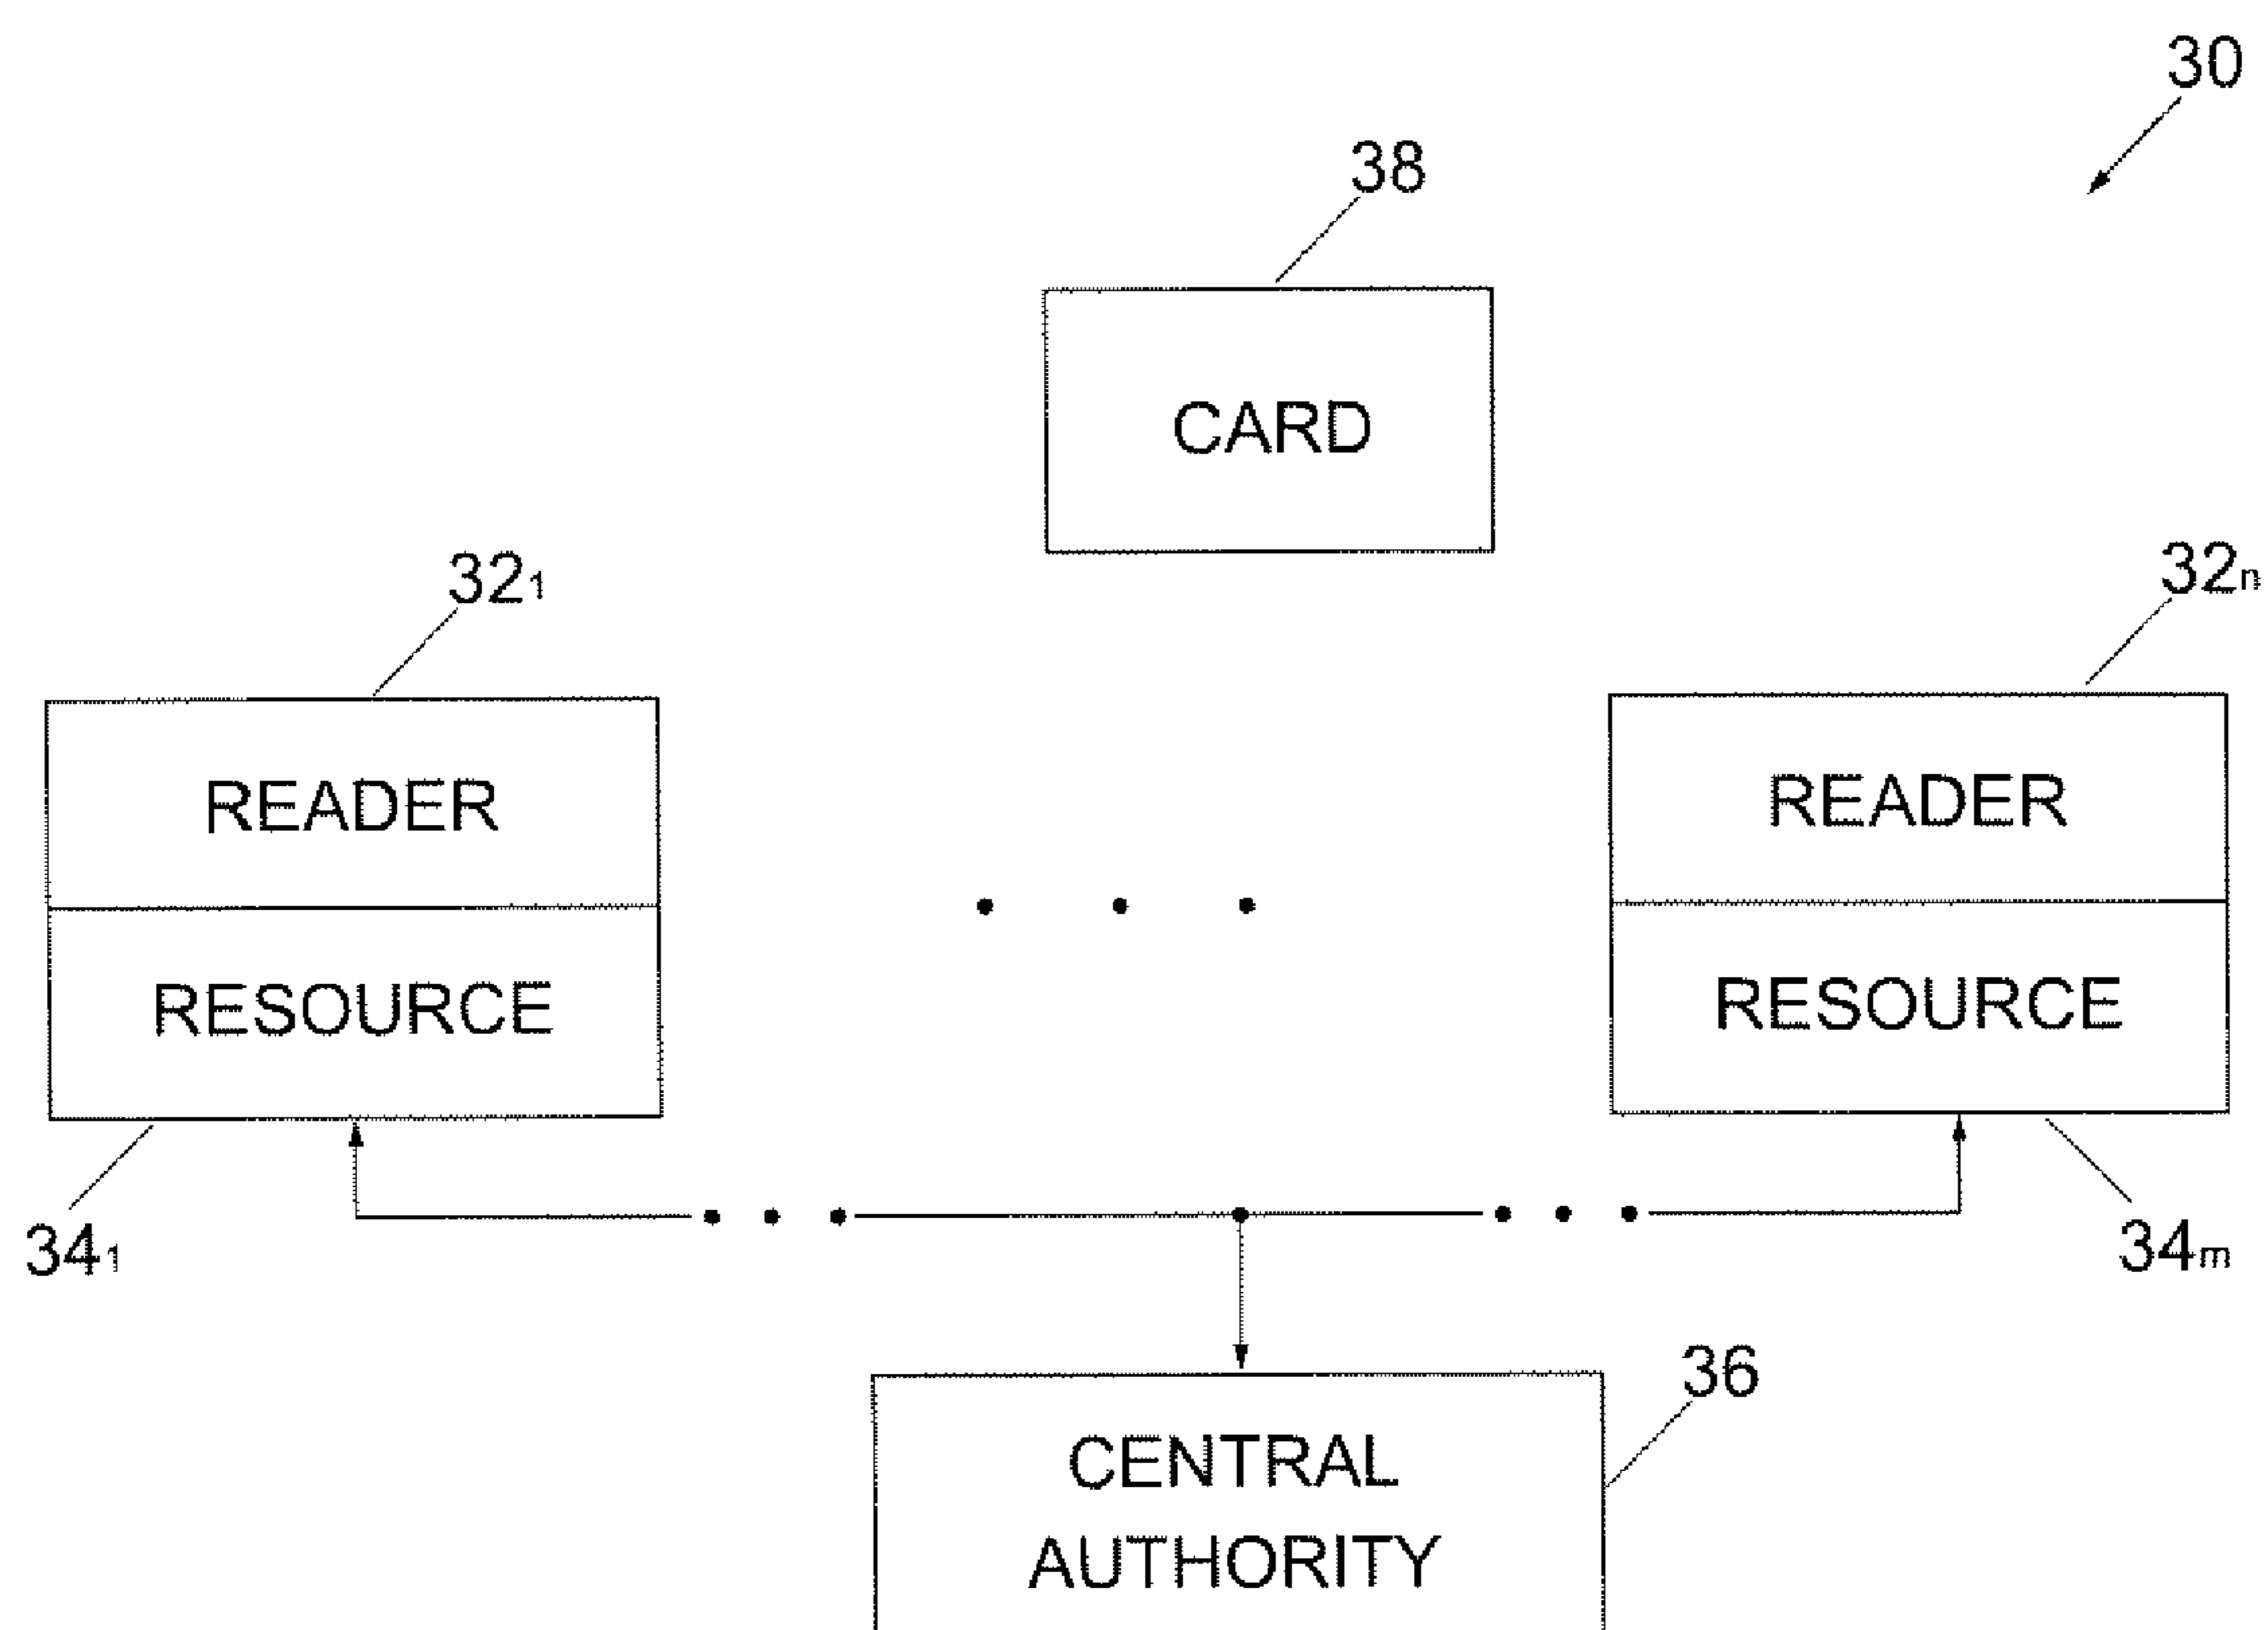 30
38
CARD
32₁
32ₙ
READER
READER
RESOURCE
RESOURCE
34₁
34ₘ
36
CENTRAL
AUTHORITY